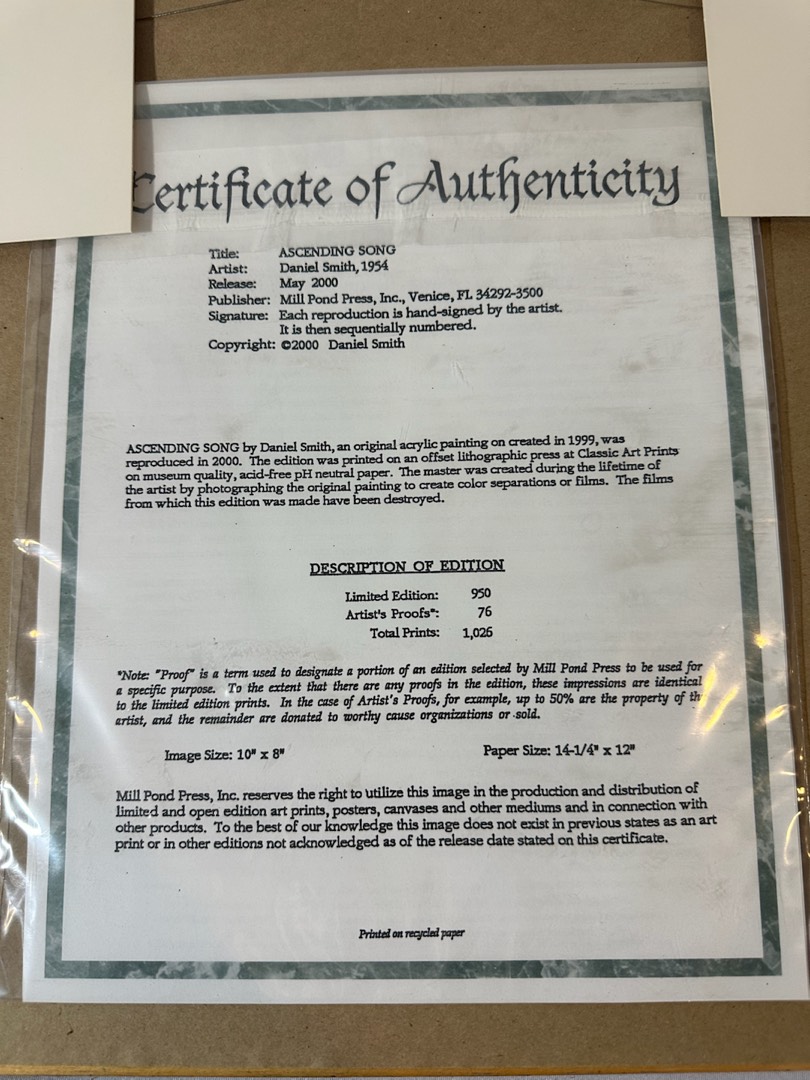 Certificate of Authenticity
Title: ASCENDING SONG
Artist: Daniel Smith, 1954
Release: May 2000
Publisher: Mill Pond Press, Inc., Venice, FL 34292-3500
Signature: Each reproduction is hand-signed by the artist.
It is then sequentially numbered.
Copyright: ©2000 Daniel Smith
ASCENDING SONG by Daniel Smith, an original acrylic painting on created in 1999, was
reproduced in 2000. The edition was printed on an offset lithographic press at Classic Art Prints
on museum quality, acid-free pH neutral paper. The master was created during the lifetime of
the artist by photographing the original painting to create color separations or films. The films
from which this edition was made have been destroyed.
DESCRIPTION OF EDITION
Limited Edition: 950
Artist's Proofs*: 76
Total Prints: 1,026
*Note: "Proof" is a term used to designate a portion of an edition selected by Mill Pond Press to be used for
a specific purpose. To the extent that there are any proofs in the edition, these impressions are identical
to the limited edition prints. In the case of Artist's Proofs, for example, up to 50% are the property of th
artist, and the remainder are donated to worthy cause organizations or sold.
Image Size: 10" x 8" Paper Size: 14-1/4" x 12"
Mill Pond Press, Inc. reserves the right to utilize this image in the production and distribution of
limited and open edition art prints, posters, canvases and other mediums and in connection with
other products. To the best of our knowledge this image does not exist in previous states as an art
print or in other editions not acknowledged as of the release date stated on this certificate.
Printed on recycled paper